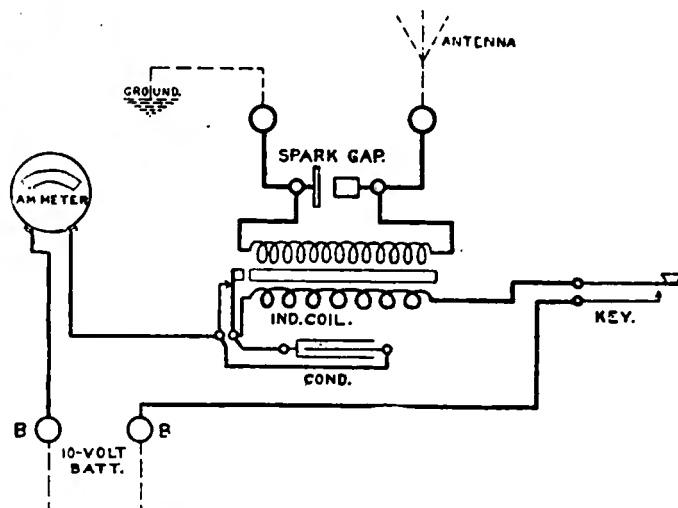 ANTENNA
GROUND.
SPARK GAP.
AMMETER
IND. COIL.
KEY.
COND.
B
B
10-VOLT
BATT.